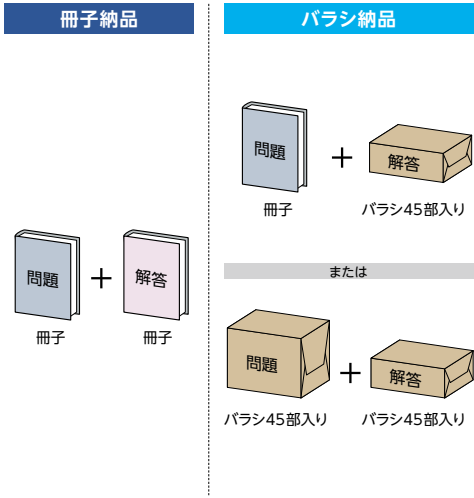 冊子納品
問題
解答
冊子
冊子
バラシ納品
問題
解答
冊子
バラシ45部入り
または
問題
解答
バラシ45部入り
バラシ45部入り